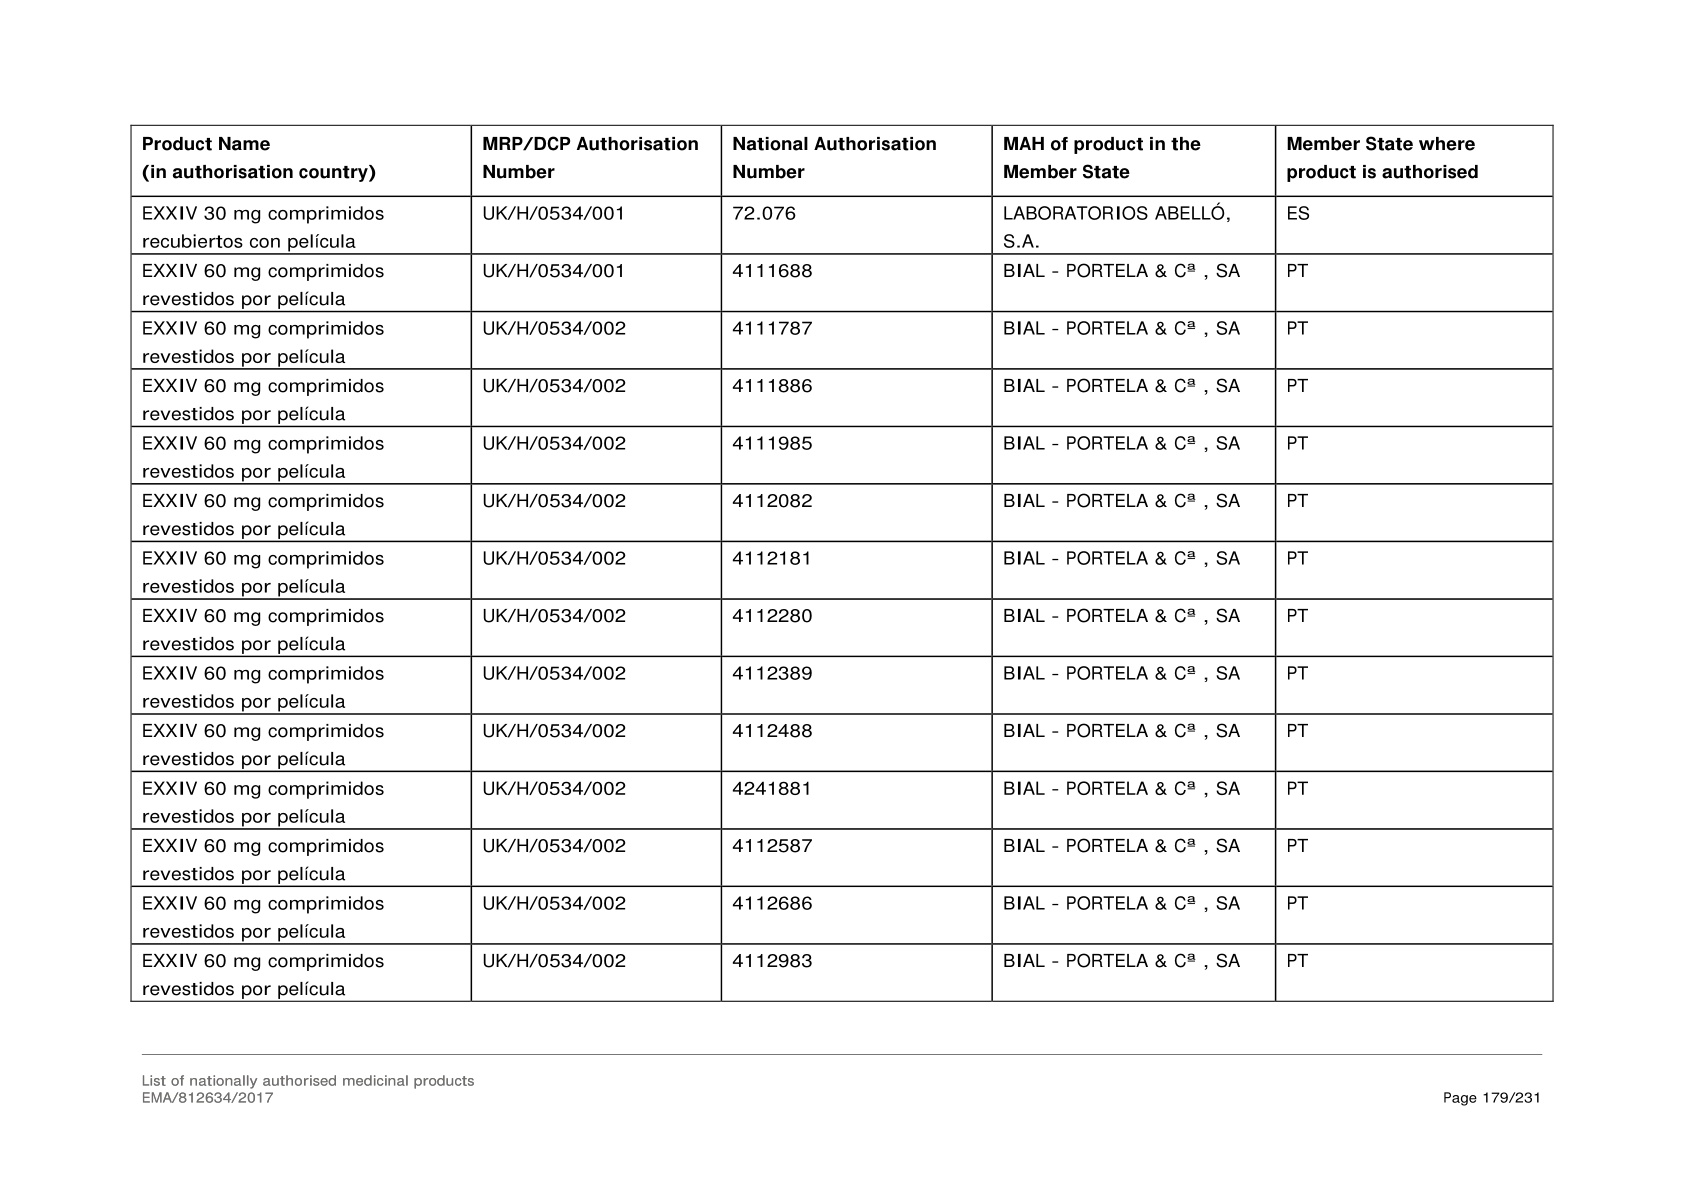 Product Name
(in authorisation country)
MRP/DCP Authorisation
Number
National Authorisation
Number
MAH of product in the
Member State
Member State where
product is authorised
EXXIV 30 mg comprimidos
recubiertos con película
UK/H/0534/001
72.076
LABORATORIOS ABELLÓ,
S.A.
ES
EXXIV 60 mg comprimidos
revestidos por película
UK/H/0534/001
4111688
BIAL - PORTELA & Cª , SA
PT
EXXIV 60 mg comprimidos
revestidos por película
UK/H/0534/002
4111787
BIAL - PORTELA & Cª , SA
PT
EXXIV 60 mg comprimidos
revestidos por película
UK/H/0534/002
4111886
BIAL - PORTELA & Cª , SA
PT
EXXIV 60 mg comprimidos
revestidos por película
UK/H/0534/002
4111985
BIAL - PORTELA & Cª , SA
PT
EXXIV 60 mg comprimidos
revestidos por película
UK/H/0534/002
4112082
BIAL - PORTELA & Cª , SA
PT
EXXIV 60 mg comprimidos
revestidos por película
UK/H/0534/002
4112181
BIAL - PORTELA & Cª , SA
PT
EXXIV 60 mg comprimidos
revestidos por película
UK/H/0534/002
4112280
BIAL - PORTELA & Cª , SA
PT
EXXIV 60 mg comprimidos
revestidos por película
UK/H/0534/002
4112389
BIAL - PORTELA & Cª , SA
PT
EXXIV 60 mg comprimidos
revestidos por película
UK/H/0534/002
4112488
BIAL - PORTELA & Cª , SA
PT
EXXIV 60 mg comprimidos
revestidos por película
UK/H/0534/002
4241881
BIAL - PORTELA & Cª , SA
PT
EXXIV 60 mg comprimidos
revestidos por película
UK/H/0534/002
4112587
BIAL - PORTELA & Cª , SA
PT
EXXIV 60 mg comprimidos
revestidos por película
UK/H/0534/002
4112686
BIAL - PORTELA & Cª , SA
PT
EXXIV 60 mg comprimidos
revestidos por película
UK/H/0534/002
4112983
BIAL - PORTELA & Cª , SA
PT
List of nationally authorised medicinal products
EMA/812634/2017
Page 179/231